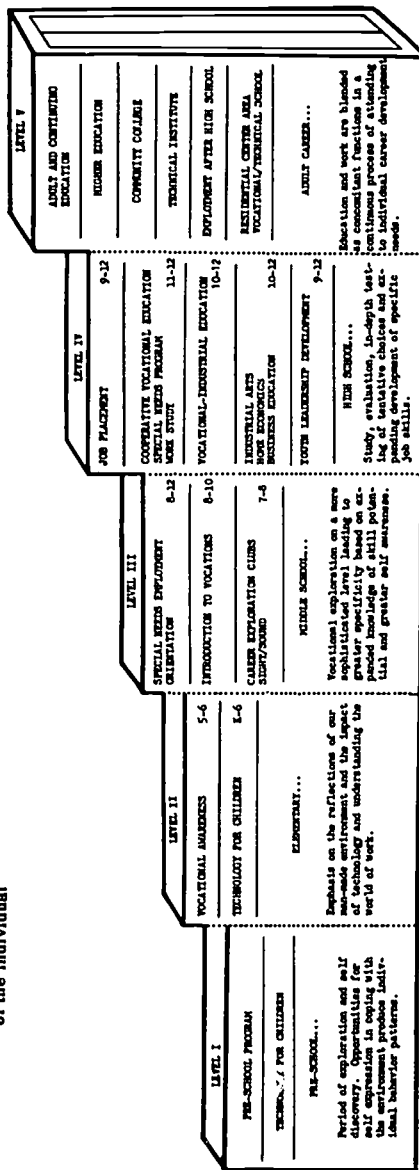 of the individual
LEVEL I
PRE-SCHOOL PROGRAM
FOR CHILDREN
PRE-SCHOOL...
Period of exploration and self
discovery. Opportunities for
self expression in coping with
the environment produce indiv-
idual behavior patterns.
LEVEL II
VOCATIONAL AWARENESS 5-6
TECHNOLOGY FOR CHILDREN K-6
ELEMENTARY...
Emphasis on the reflections of our
man-made environment and the impact
of technology and understanding the
world of work.
LEVEL III
SPECIAL NEEDS EMPLOYMENT
ORIENTATION 8-12
INTRODUCTION TO VOCATIONS 8-10
CAREER EXPLORATION CLUBS
SIGHT/SOUND 7-8
MIDDLE SCHOOL...
Vocational exploration on a more
sophisticated level leading to
greater specificity based on ex-
panded knowledge of skill poten-
tial and greater self awareness.
LEVEL IV
JOB PLACEMENT 9-12
COOPERATIVE VOCATIONAL EDUCATION
SPECIAL NEEDS PROGRAM
WORK STUDY 11-12
VOCATIONAL-INDUSTRIAL EDUCATION
10-12
INDUSTRIAL ARTS
HOME ECONOMICS
BUSINESS EDUCATION 10-12
YOUTH LEADERSHIP DEVELOPMENT
9-12
HIGH SCHOOL...
Study, evaluation, in-depth test-
ing of tentative choices and ex-
panding development of specific
job skills.
LEVEL V
ADULT AND CONTINUING
EDUCATION
HIGHER EDUCATION
COMMUNITY COLLEGE
TECHNICAL INSTITUTE
EMPLOYMENT AFTER HIGH SCHOOL
RESIDENTIAL CENTER AREA
VOCATIONAL/TECHNICAL SCHOOL
ADULT CAREER...
Education and work are blended
as concomitant functions in a
continuous process of attending
to individual career development
needs.